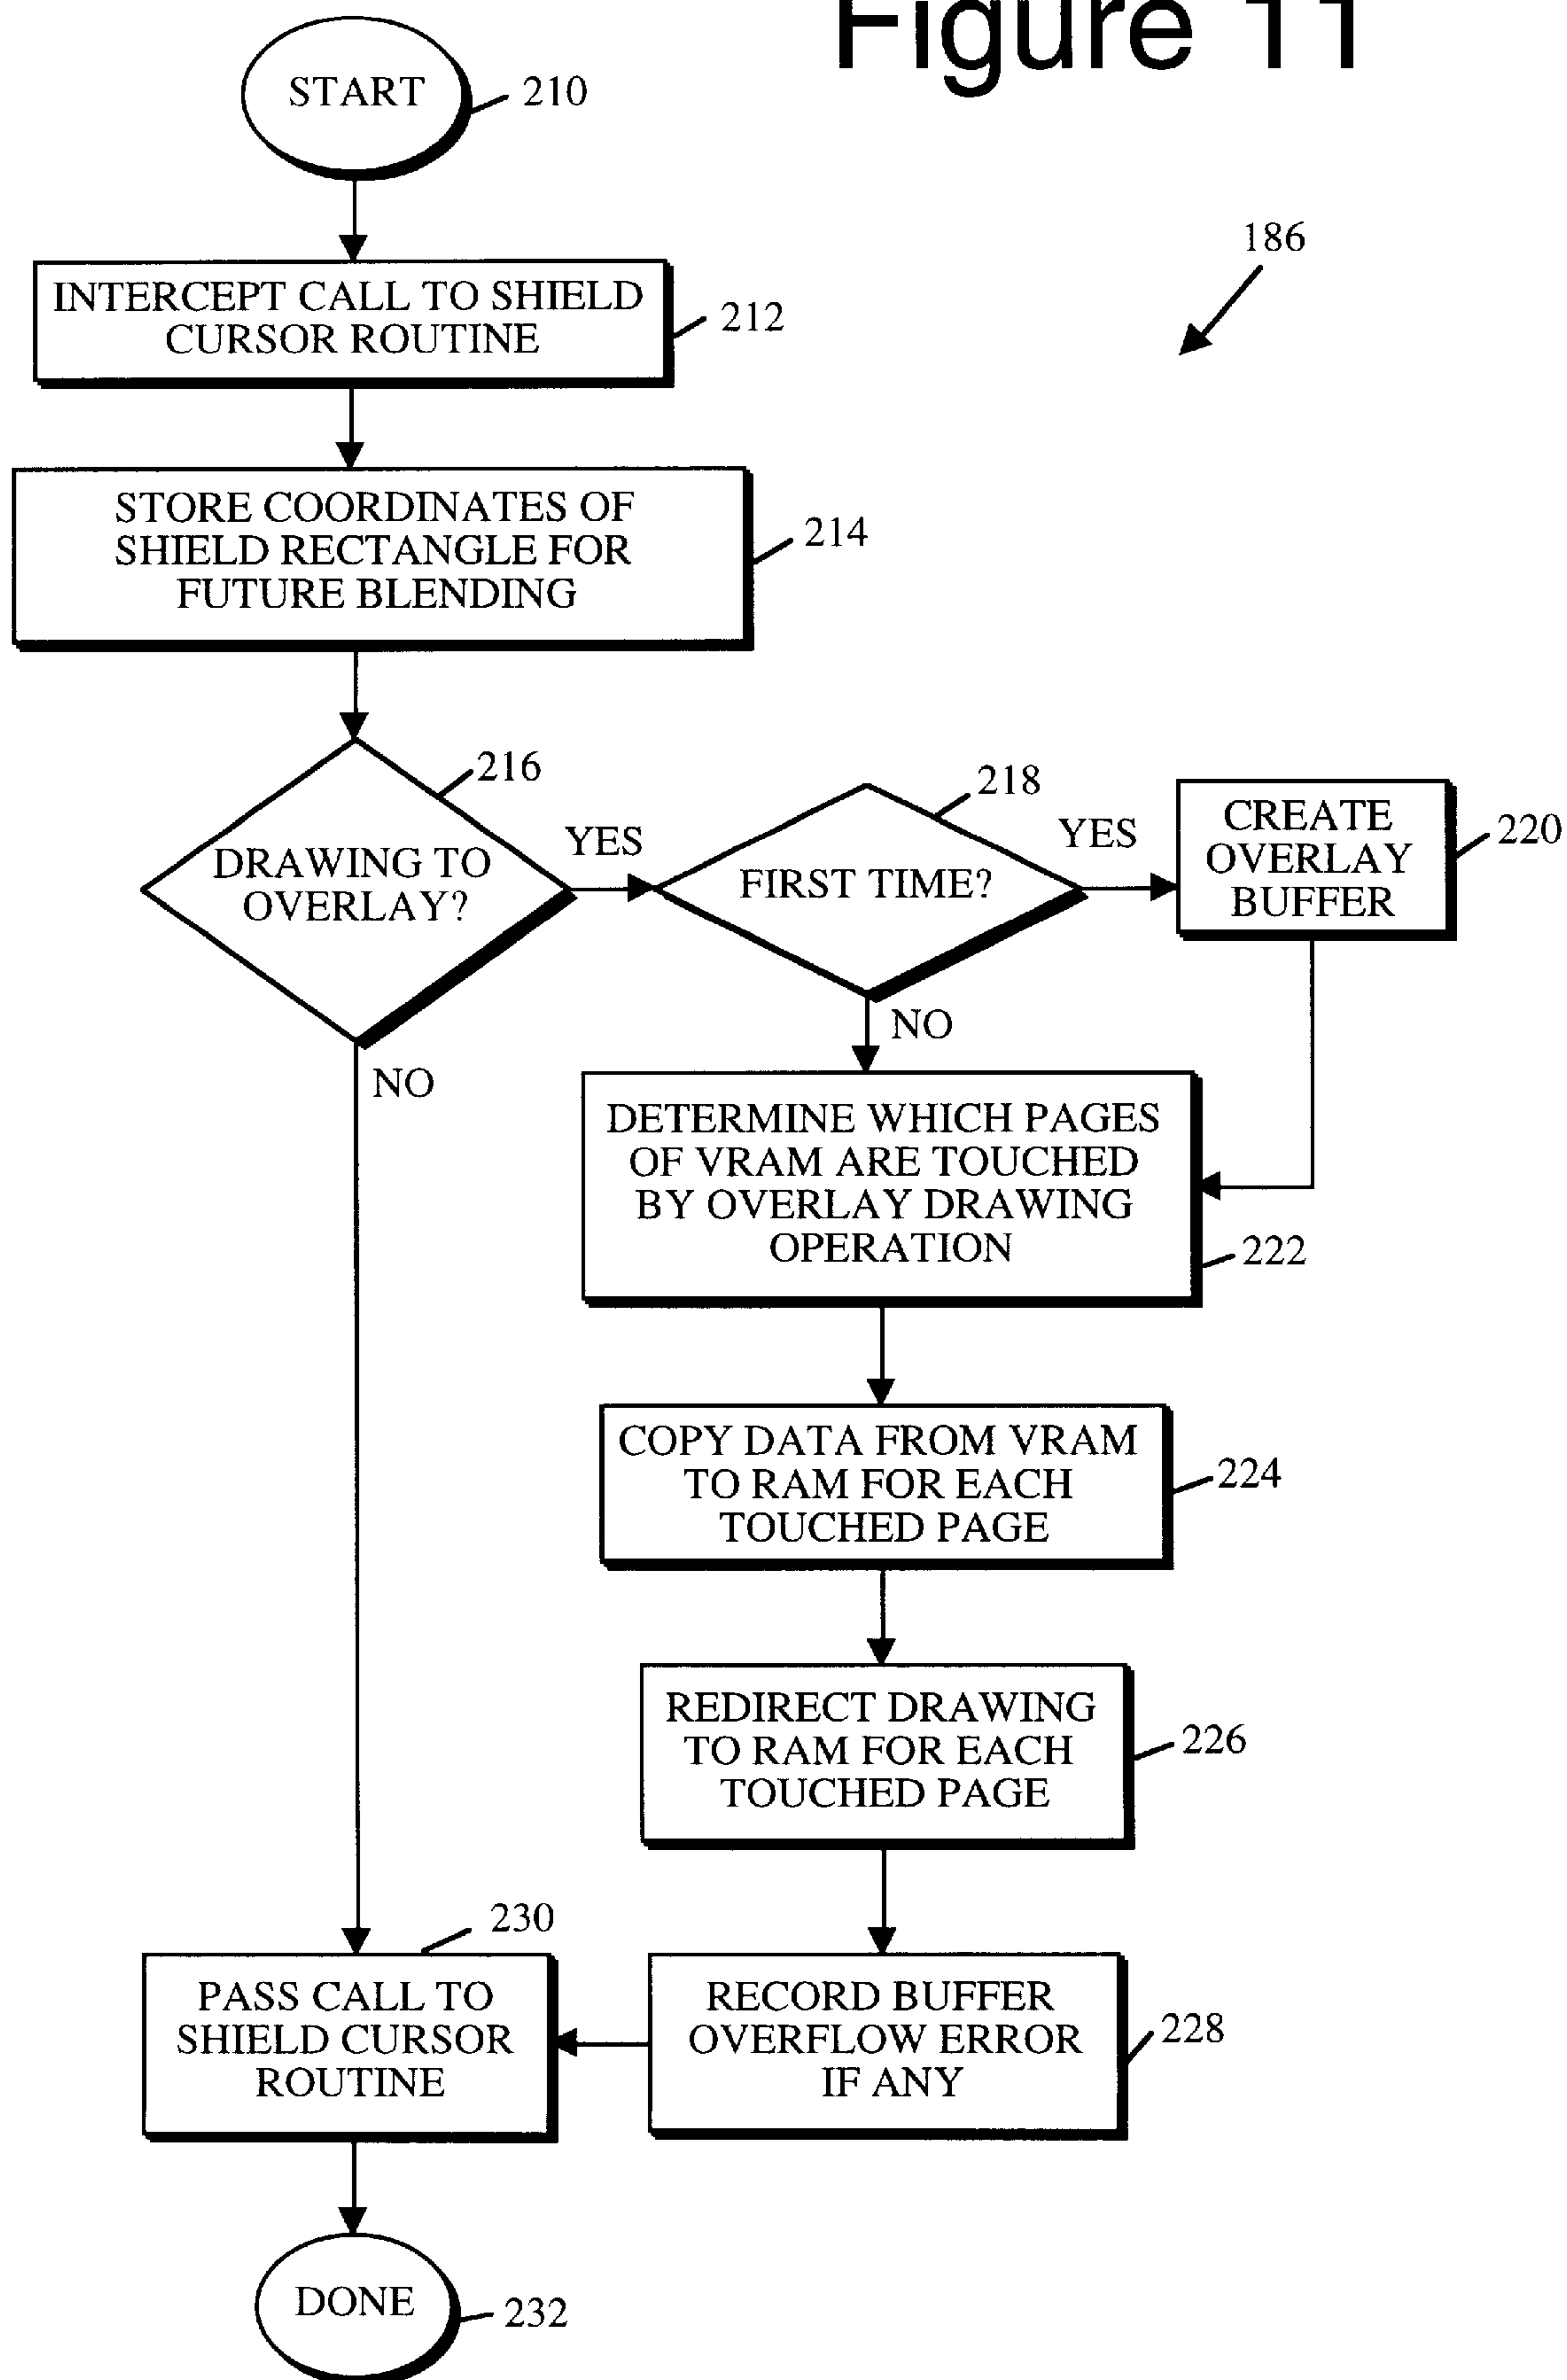 Figure 11
START
210
186
INTERCEPT CALL TO SHIELD
CURSOR ROUTINE
212
STORE COORDINATES OF
SHIELD RECTANGLE FOR
FUTURE BLENDING
214
216
DRAWING TO
OVERLAY?
YES
218
FIRST TIME?
YES
CREATE
OVERLAY
BUFFER
220
NO
NO
DETERMINE WHICH PAGES
OF VRAM ARE TOUCHED
BY OVERLAY DRAWING
OPERATION
222
COPY DATA FROM VRAM
TO RAM FOR EACH
TOUCHED PAGE
224
REDIRECT DRAWING
TO RAM FOR EACH
TOUCHED PAGE
226
230
PASS CALL TO
SHIELD CURSOR
ROUTINE
RECORD BUFFER
OVERFLOW ERROR
IF ANY
228
DONE
232